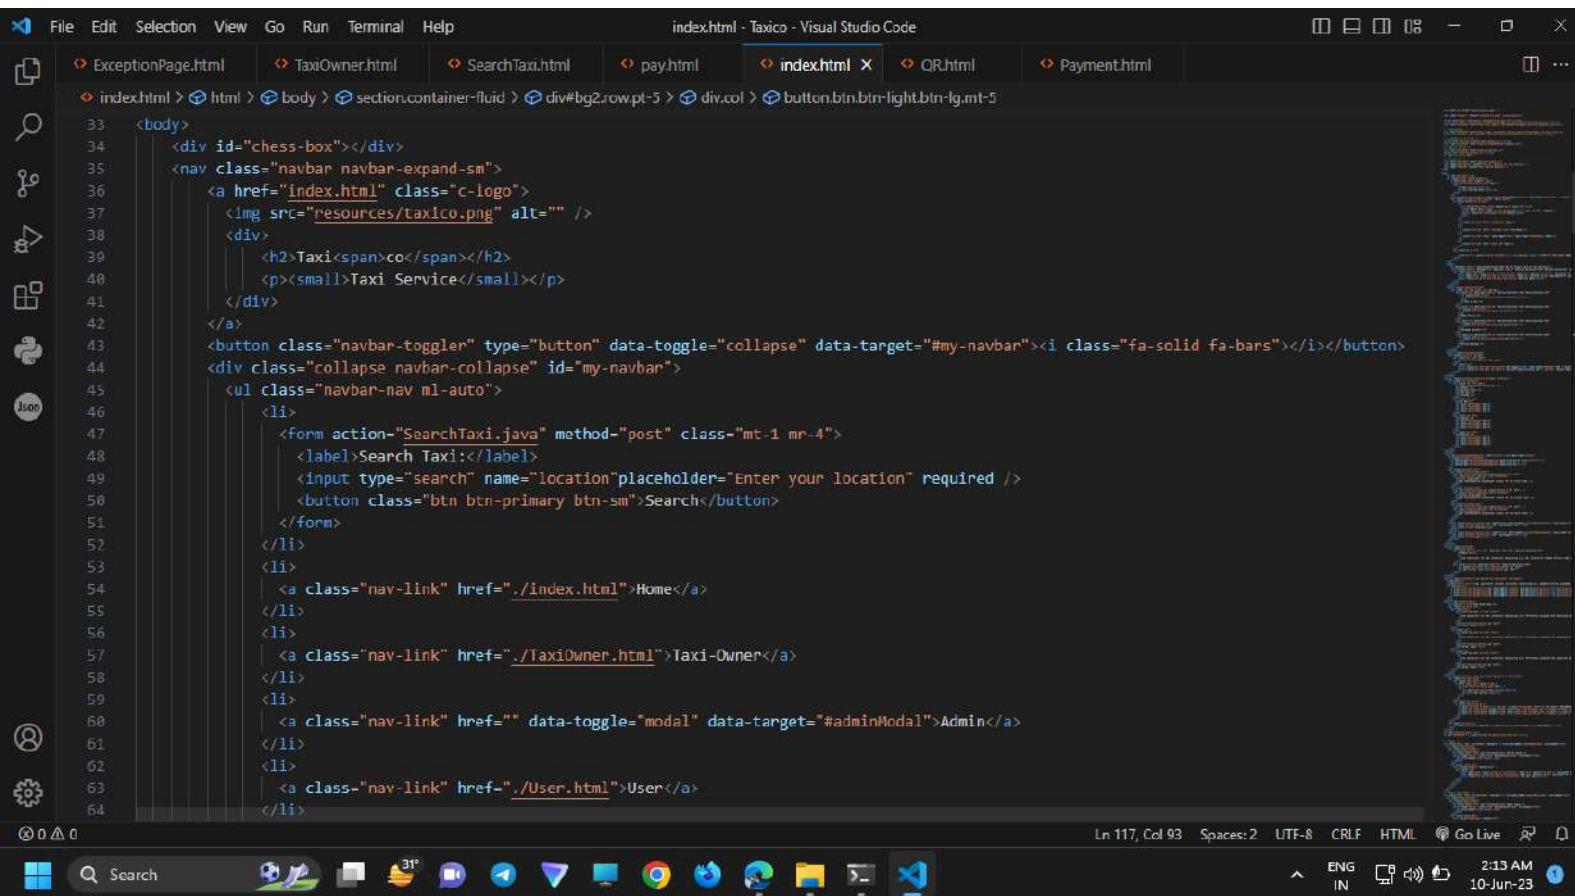 File Edit Selection View Go Run Terminal Help
index.html - Taxico - Visual Studio Code
ExceptionPage.html TaxiOwner.html SearchTaxi.html pay.html index.html QR.html Payment.html
index.html > html > body > section.container-fluid > div#bg2.row.pt-5 > div.col > button.btn.btn-light.btn-lg.mt-5
33 <body>
34 <div id="chess-box"></div>
35 <nav class="navbar navbar-expand-sm">
36 <a href="index.html" class="c-logo">
37 <img src="resources/taxico.png" alt="" />
38 <div>
39 <h2>Taxi<span>co</span></h2>
40 <p><small>Taxi Service</small></p>
41 </div>
42 </a>
43 <button class="navbar-toggler" type="button" data-toggle="collapse" data-target="#my-navbar"><i class="fa-solid fa-bars"></i></button>
44 <div class="collapse navbar-collapse" id="my-navbar">
45 <ul class="navbar-nav ml-auto">
46 <li>
47 <form action="SearchTaxi.java" method="post" class="mt-1 mr-4">
48 <label>Search Taxi:</label>
49 <input type="search" name="location"placeholder="Enter your location" required />
50 <button class="btn btn-primary btn-sm">Search</button>
51 </form>
52 </li>
53 <li>
54 <a class="nav-link" href="./index.html">Home</a>
55 </li>
56 <li>
57 <a class="nav-link" href="./TaxiOwner.html">Taxi-Owner</a>
58 </li>
59 <li>
60 <a class="nav-link" href="" data-toggle="modal" data-target="#adminModal">Admin</a>
61 </li>
62 <li>
63 <a class="nav-link" href="./User.html">User</a>
64 </li>
Json
0 0
Ln 117, Col 93 Spaces: 2 UTF-8 CRLF HTML Go Live
Search
31°
ENG
IN
2:13 AM
10-Jun-23
1